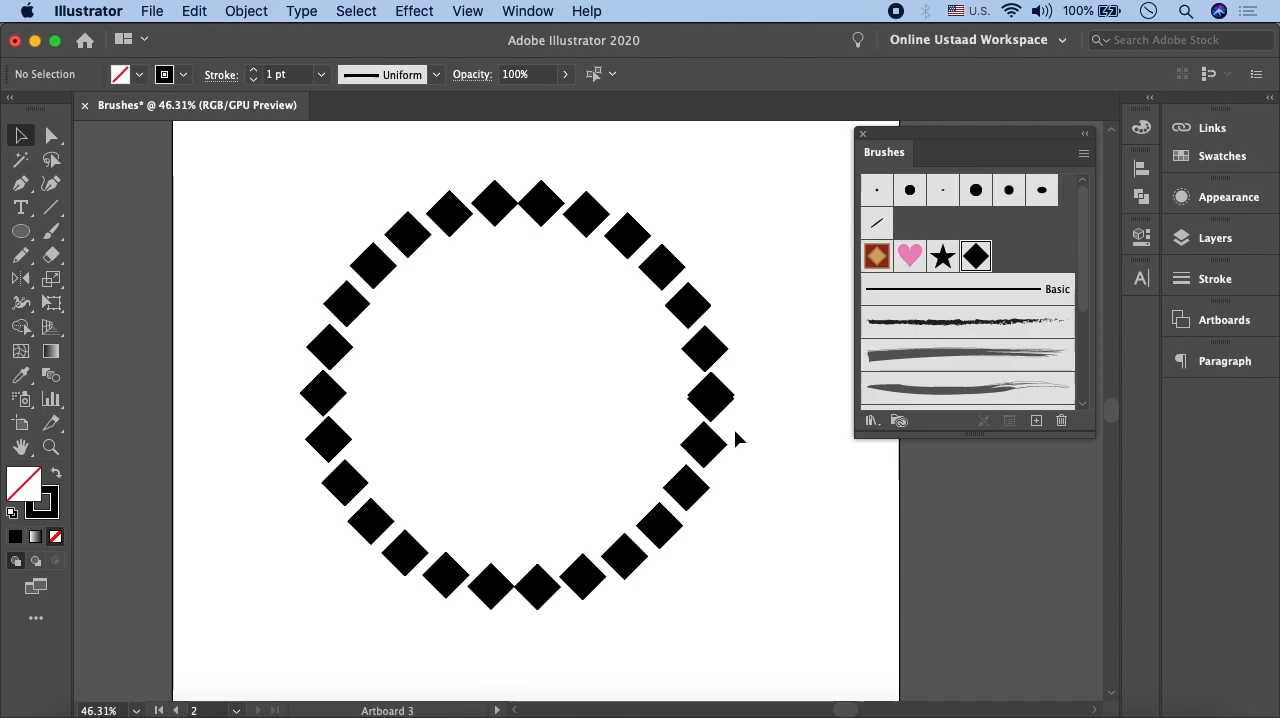 Illustrator File Edit Object Type Select Effect View Window Help U.S. 100%
Adobe Illustrator 2020
Online Ustaad Workspace
Search Adobe Stock
No Selection Stroke: 1 pt Uniform Opacity: 100%
Brushes* @ 46.31% (RGB/GPU Preview)
Brushes
Basic
Links
Swatches
Appearance
Layers
Stroke
Artboards
Paragraph
46.31% 2 Artboard 3